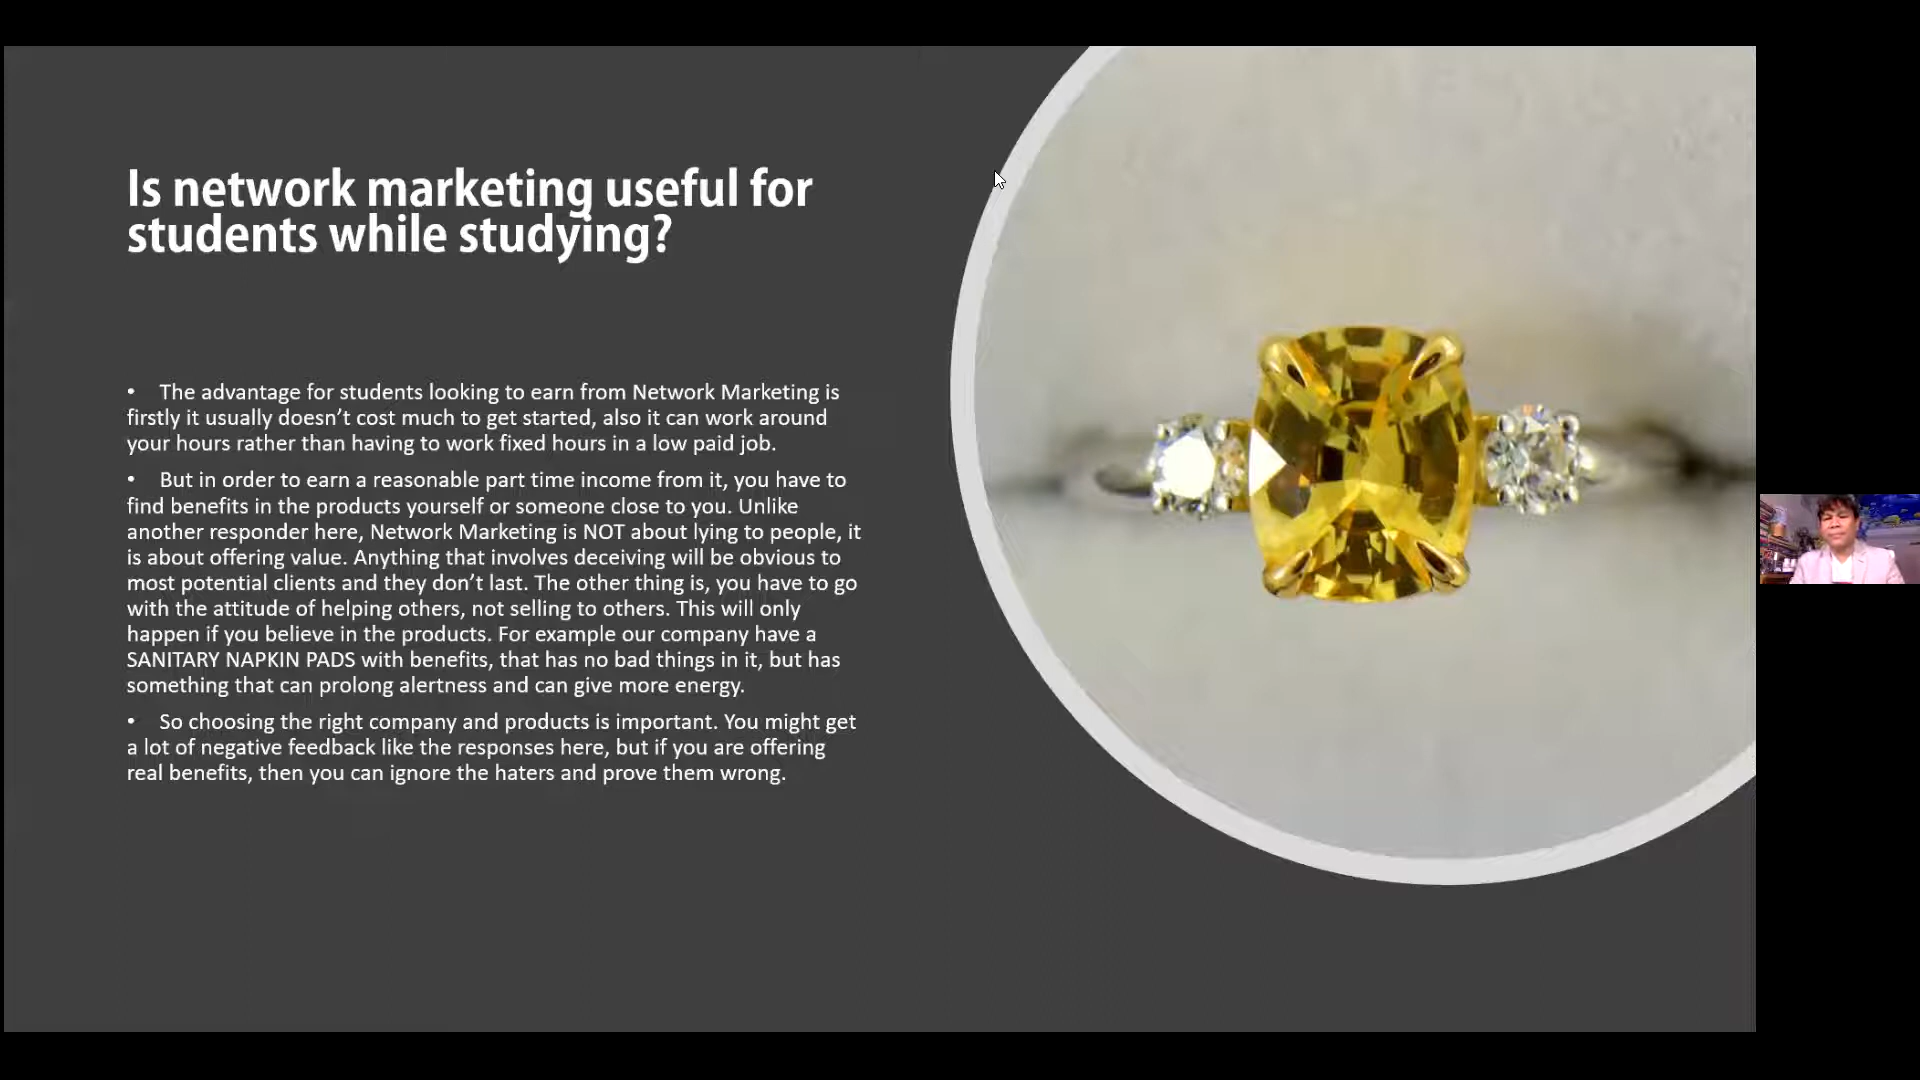 Is network marketing useful for
students while studying?
• The advantage for students looking to earn from Network Marketing is
firstly it usually doesn’t cost much to get started, also it can work around
your hours rather than having to work fixed hours in a low paid job.
• But in order to earn a reasonable part time income from it, you have to
find benefits in the products yourself or someone close to you. Unlike
another responder here, Network Marketing is NOT about lying to people, it
is about offering value. Anything that involves deceiving will be obvious to
most potential clients and they don’t last. The other thing is, you have to go
with the attitude of helping others, not selling to others. This will only
happen if you believe in the products. For example our company have a
SANITARY NAPKIN PADS with benefits, that has no bad things in it, but has
something that can prolong alertness and can give more energy.
• So choosing the right company and products is important. You might get
a lot of negative feedback like the responses here, but if you are offering
real benefits, then you can ignore the haters and prove them wrong.